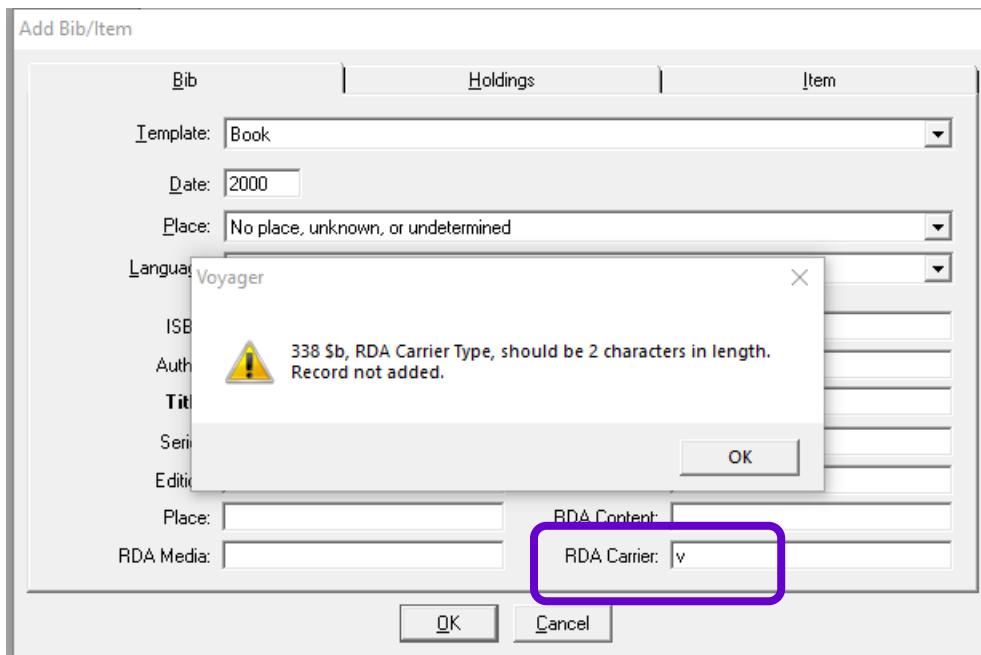 Add Bib/Item
Bib Holdings Item
Template: Book
Date: 2000
Place: No place, unknown, or undetermined
Voyager
338 $b, RDA Carrier Type, should be 2 characters in length.
Record not added.
OK
Place: RDA Content:
RDA Media: RDA Carrier: v
OK Cancel